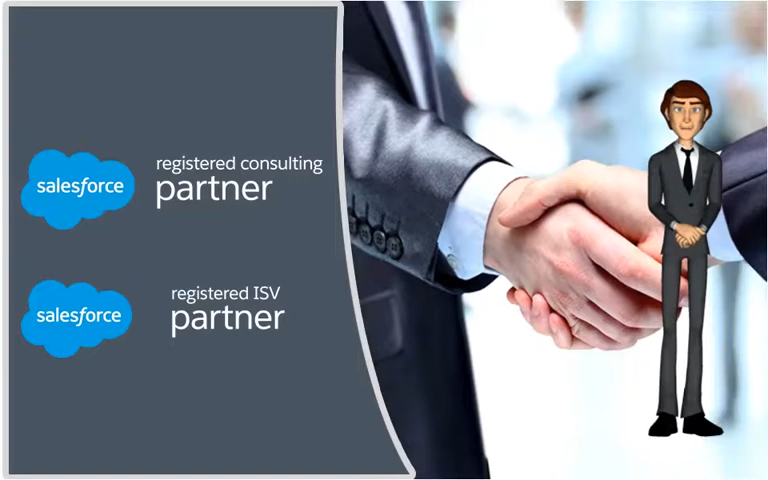 salesforce
registered consulting
partner
salesforce
registered ISV
partner